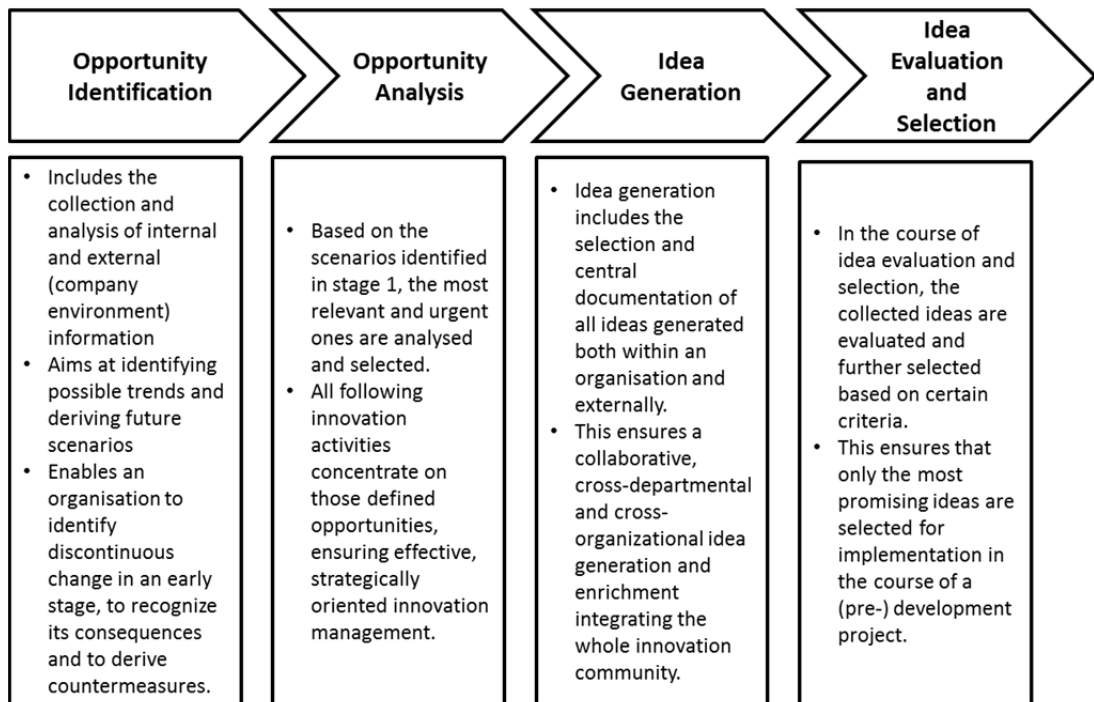 Opportunity
Identification
Opportunity
Analysis
Idea
Generation
Idea
Evaluation
and
Selection
• Includes the
collection and
analysis of internal
and external
(company
environment)
information
• Aims at identifying
possible trends and
deriving future
scenarios
• Enables an
organisation to
identify
discontinuous
change in an early
stage, to recognize
its consequences
and to derive
countermeasures.
• Based on the
scenarios identified
in stage 1, the most
relevant and urgent
ones are analysed
and selected.
• All following
innovation
activities
concentrate on
those defined
opportunities,
ensuring effective,
strategically
oriented innovation
management.
• Idea generation
includes the
selection and
central
documentation of
all ideas generated
both within an
organisation and
externally.
• This ensures a
collaborative,
cross-departmental
and cross-
organizational idea
generation and
enrichment
integrating the
whole innovation
community.
• In the course of
idea evaluation and
selection, the
collected ideas are
evaluated and
further selected
based on certain
criteria.
• This ensures that
only the most
promising ideas are
selected for
implementation in
the course of a
(pre-) development
project.